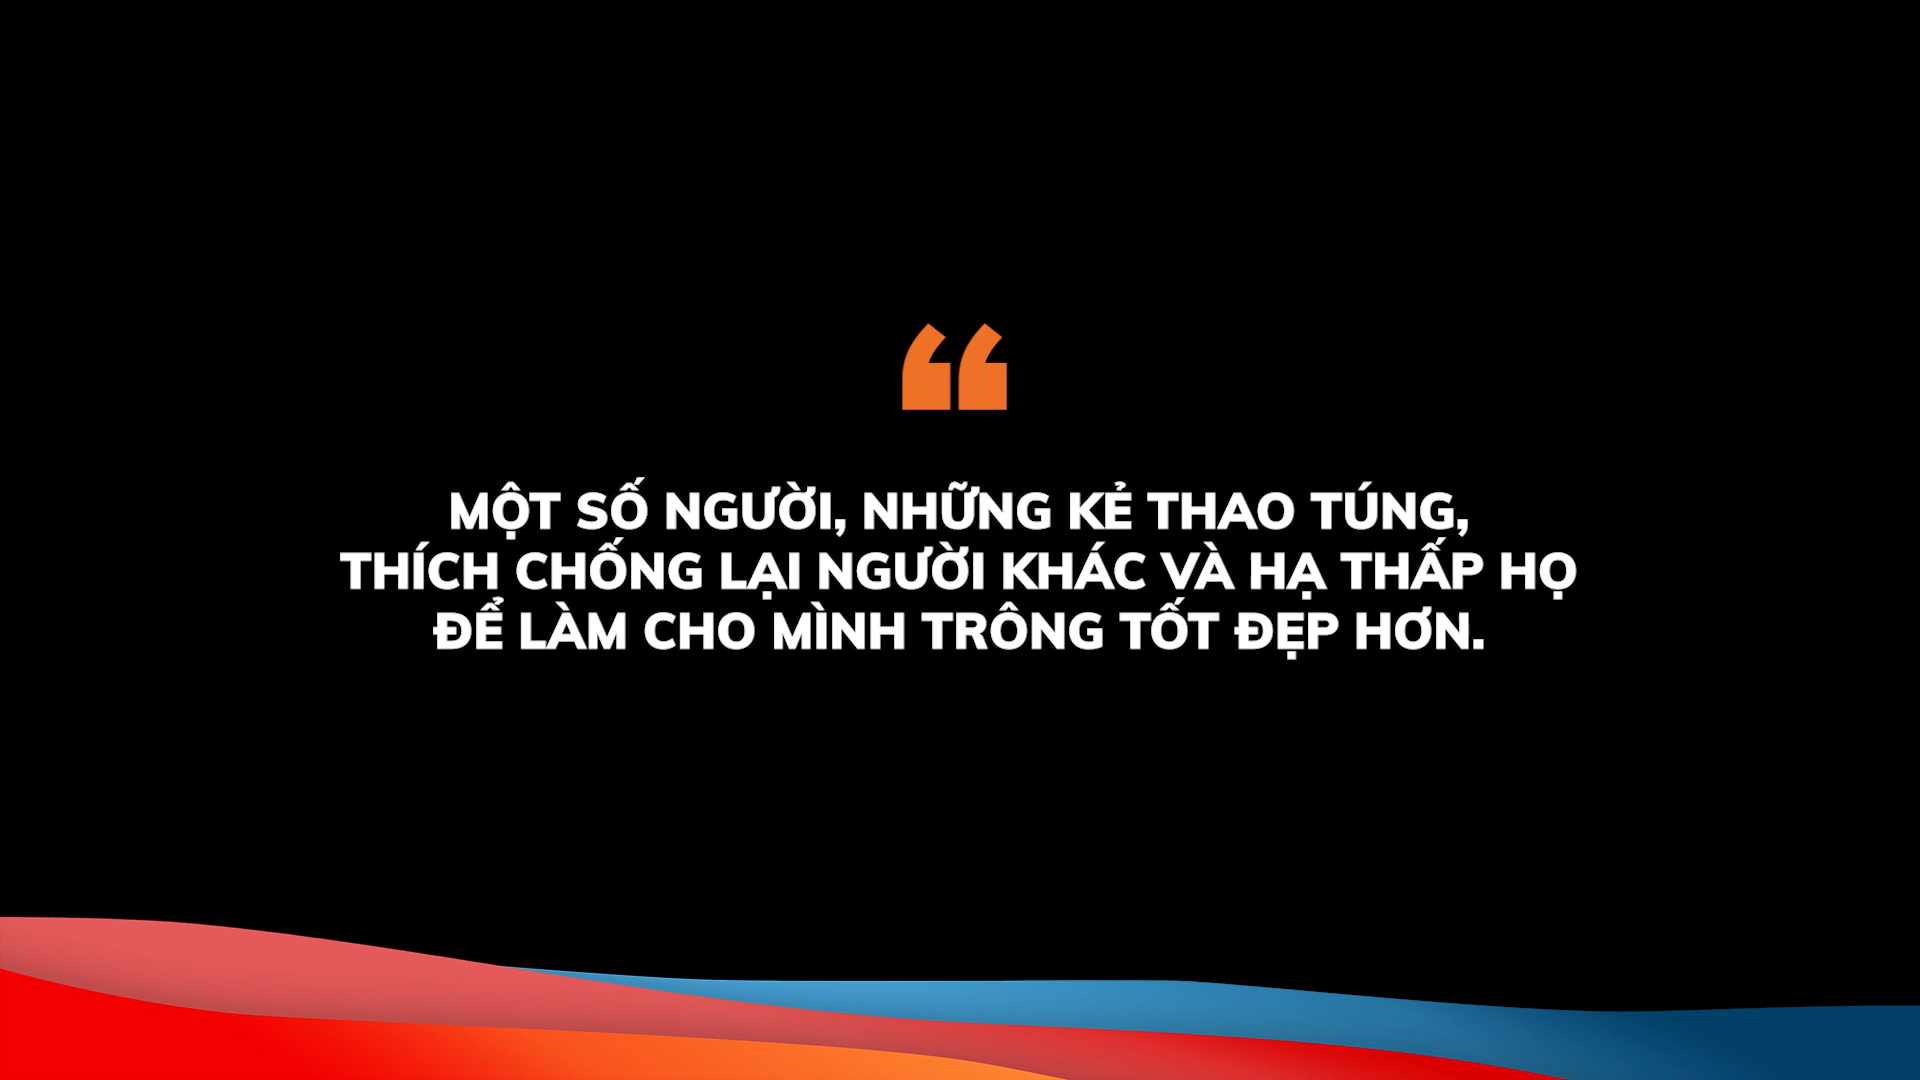 “
MỘT SỐ NGƯỜI, NHỮNG KẺ THAO TÚNG,
THÍCH CHỐNG LẠI NGƯỜI KHÁC VÀ HẠ THẤP HỌ
ĐỂ LÀM CHO MÌNH TRÔNG TỐT ĐẸP HƠN.